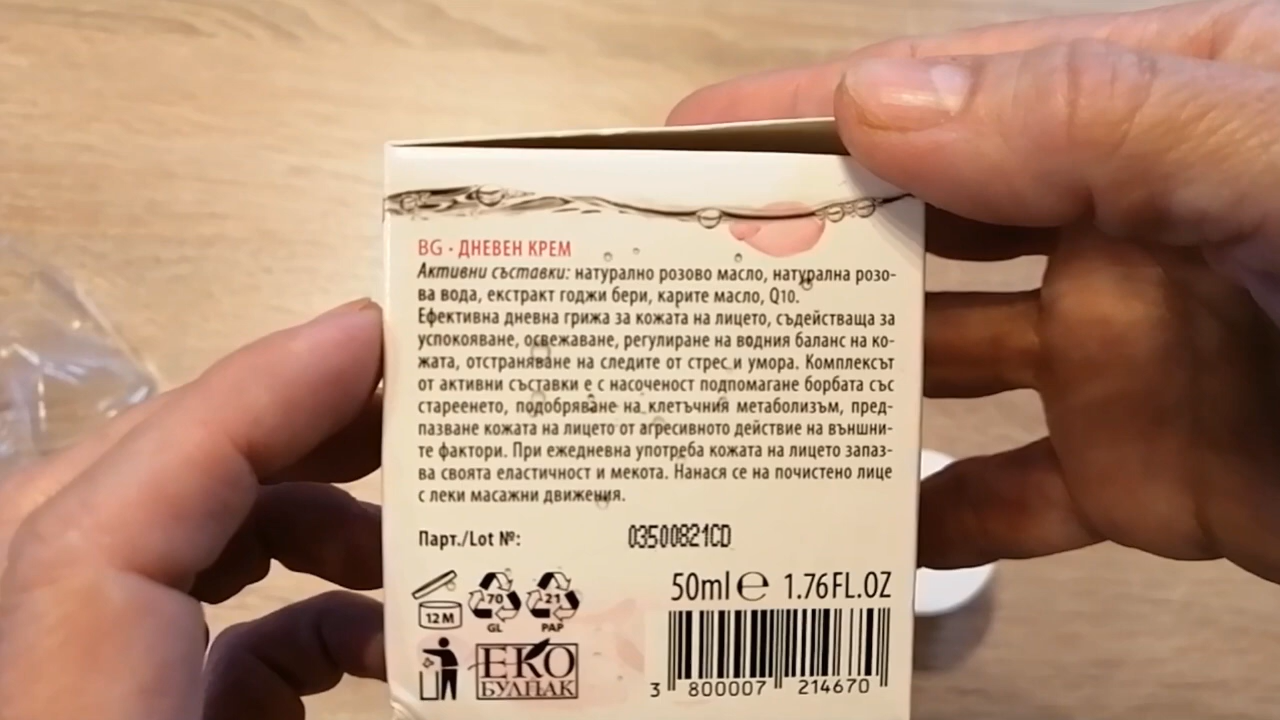 BG - ДНЕВЕН КРЕМ
Активни съставки: натурално розово масло, натурална розо-
ва вода, екстракт годжи бери, карите масло, Q10.
Ефективна дневна грижа за кожата на лицето, съдействаща за
успокояване, освежаване, регулиране на водния баланс на ко-
жата, отстраняване на следите от стрес и умора. Комплексът
от активни съставки е с насоченост подпомагане борбата със
стареенето, подобряване на клетъчния метаболизъм, пред-
пазване кожата на лицето от агресивното действие на външни-
те фактори. При ежедневна употреба кожата на лицето запаз-
ва своята еластичност и мекота. Нанася се на почистено лице
с леки масажни движения.
Парт./Lot №: 03500821CD
12 M 70 GL 21 PAP
50ml ℮ 1.76 FL.OZ
ЕКО
БУЛПАК
3 800007 214670